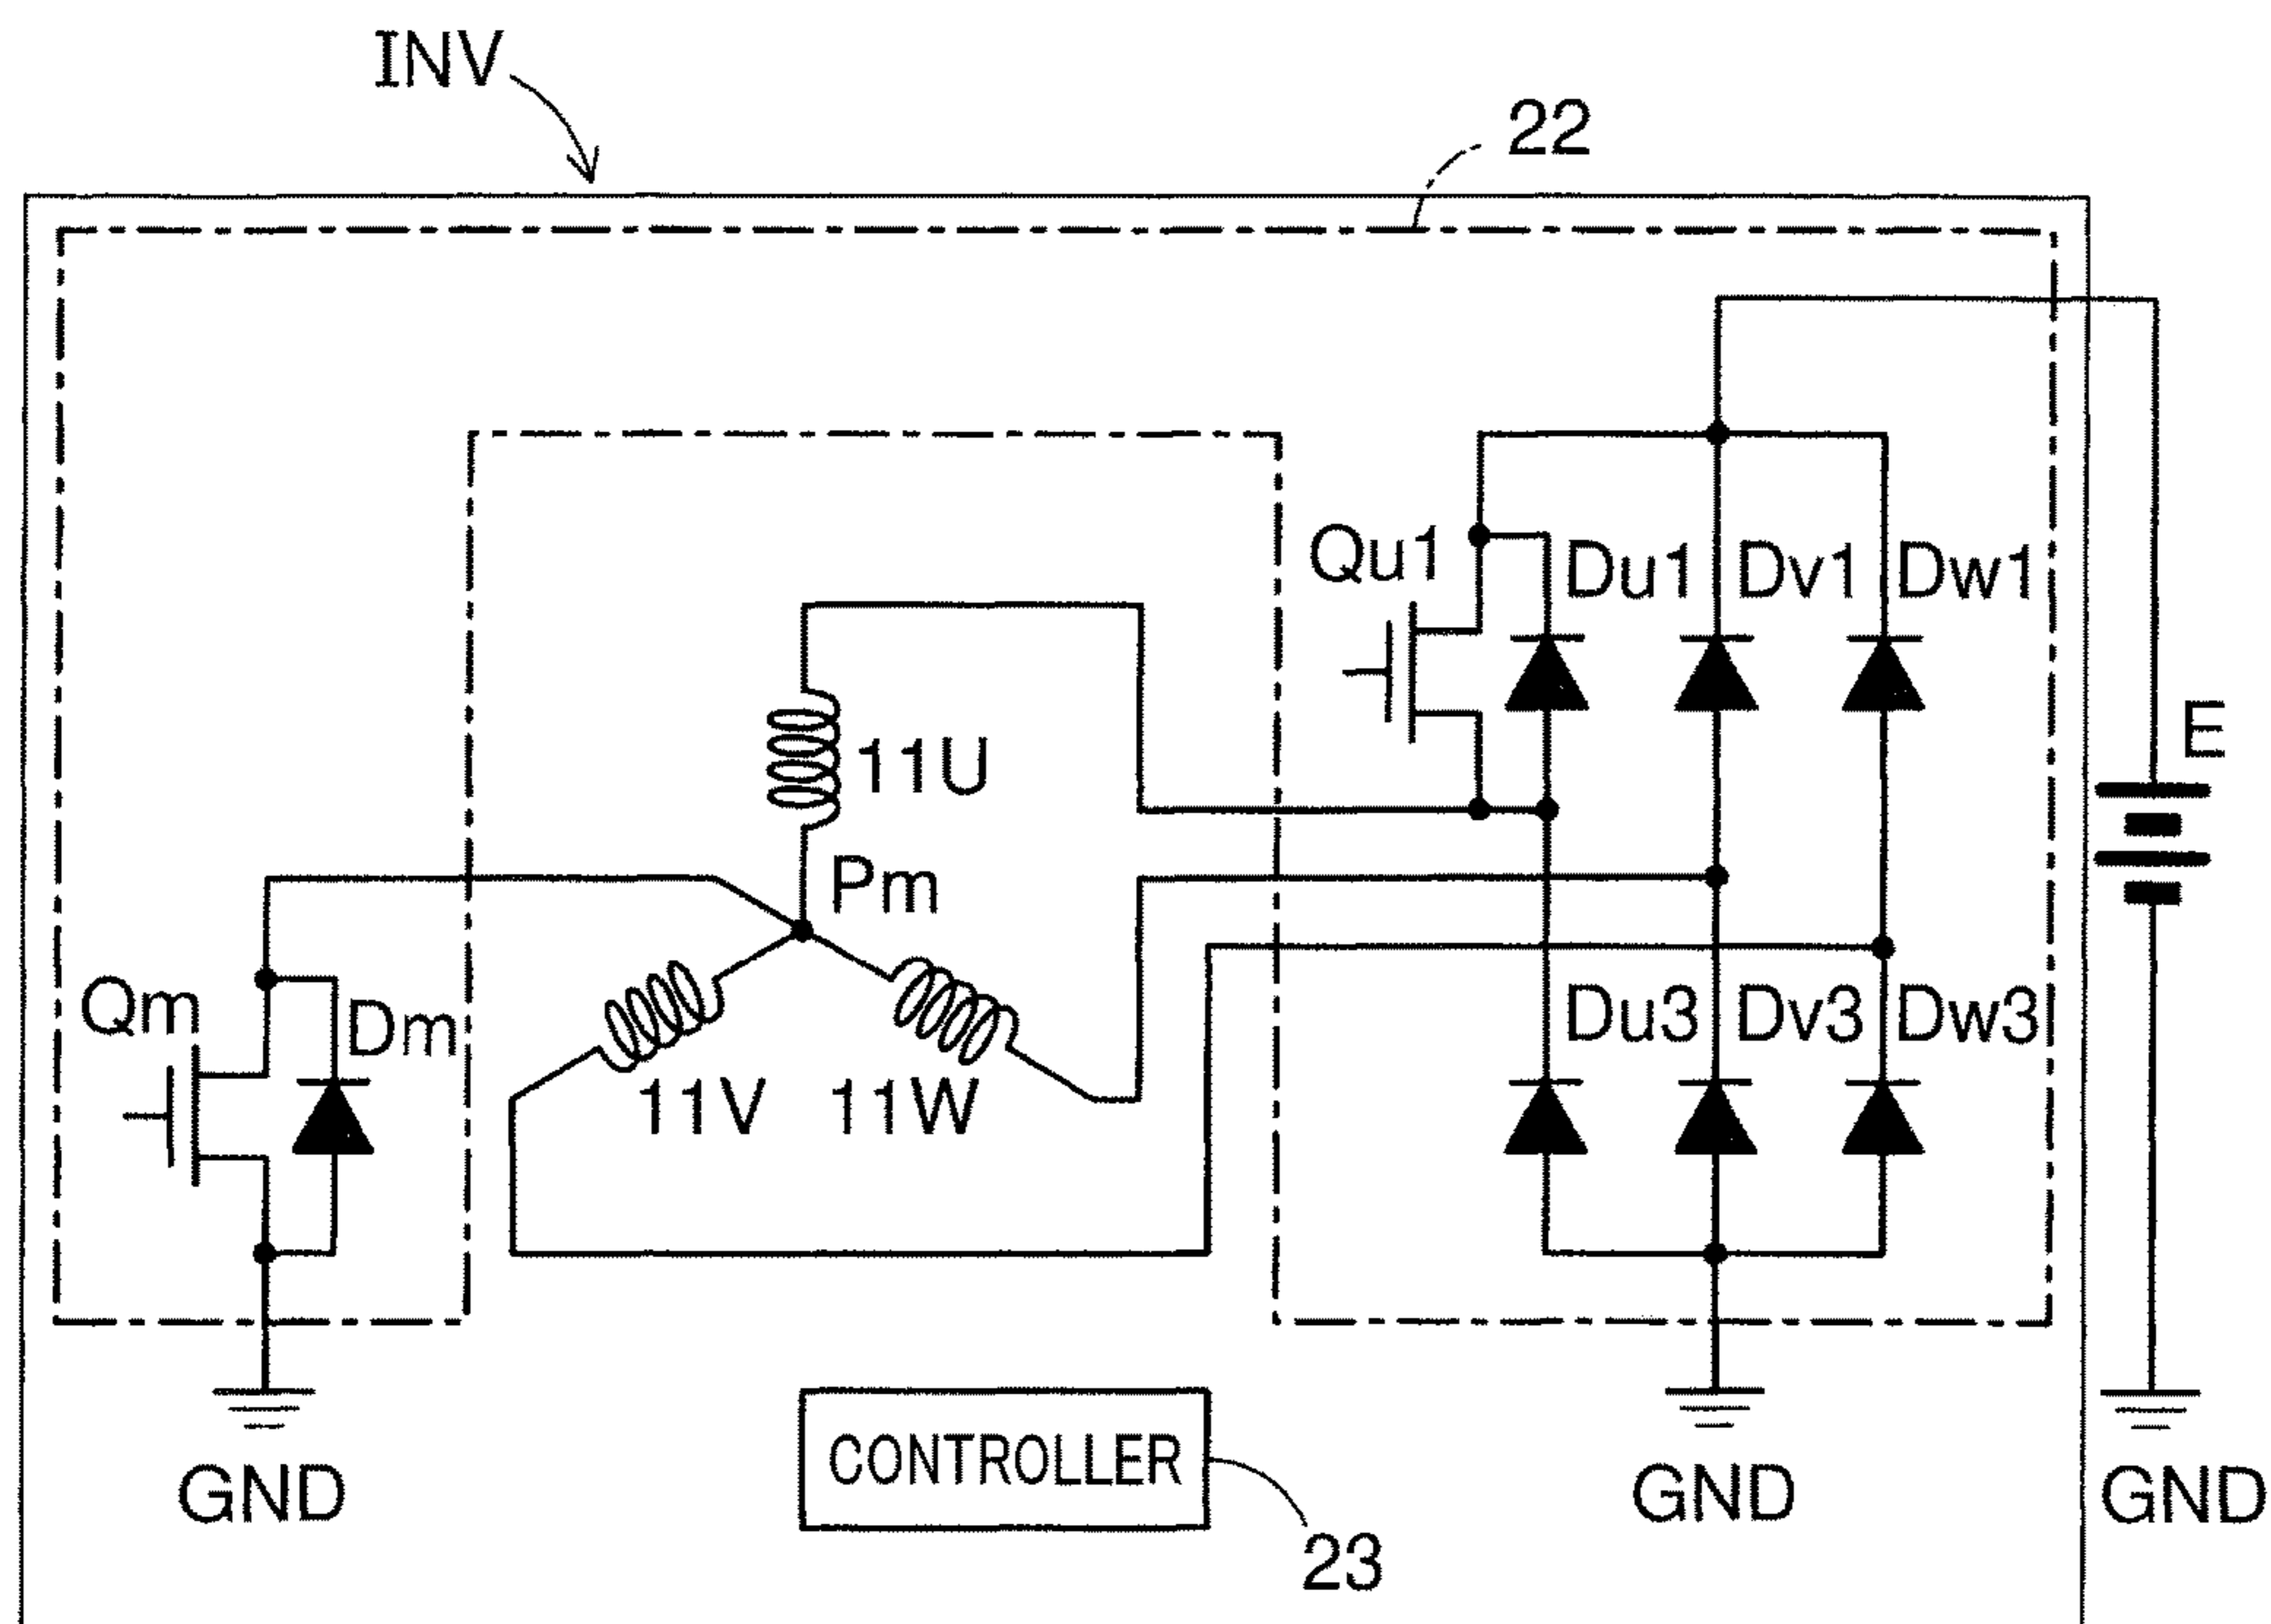 INV
22
Qu1
Du1
Dv1
Dw1
E
11U
Pm
Qm
Dm
11V
11W
Du3
Dv3
Dw3
GND
CONTROLLER
GND
GND
23